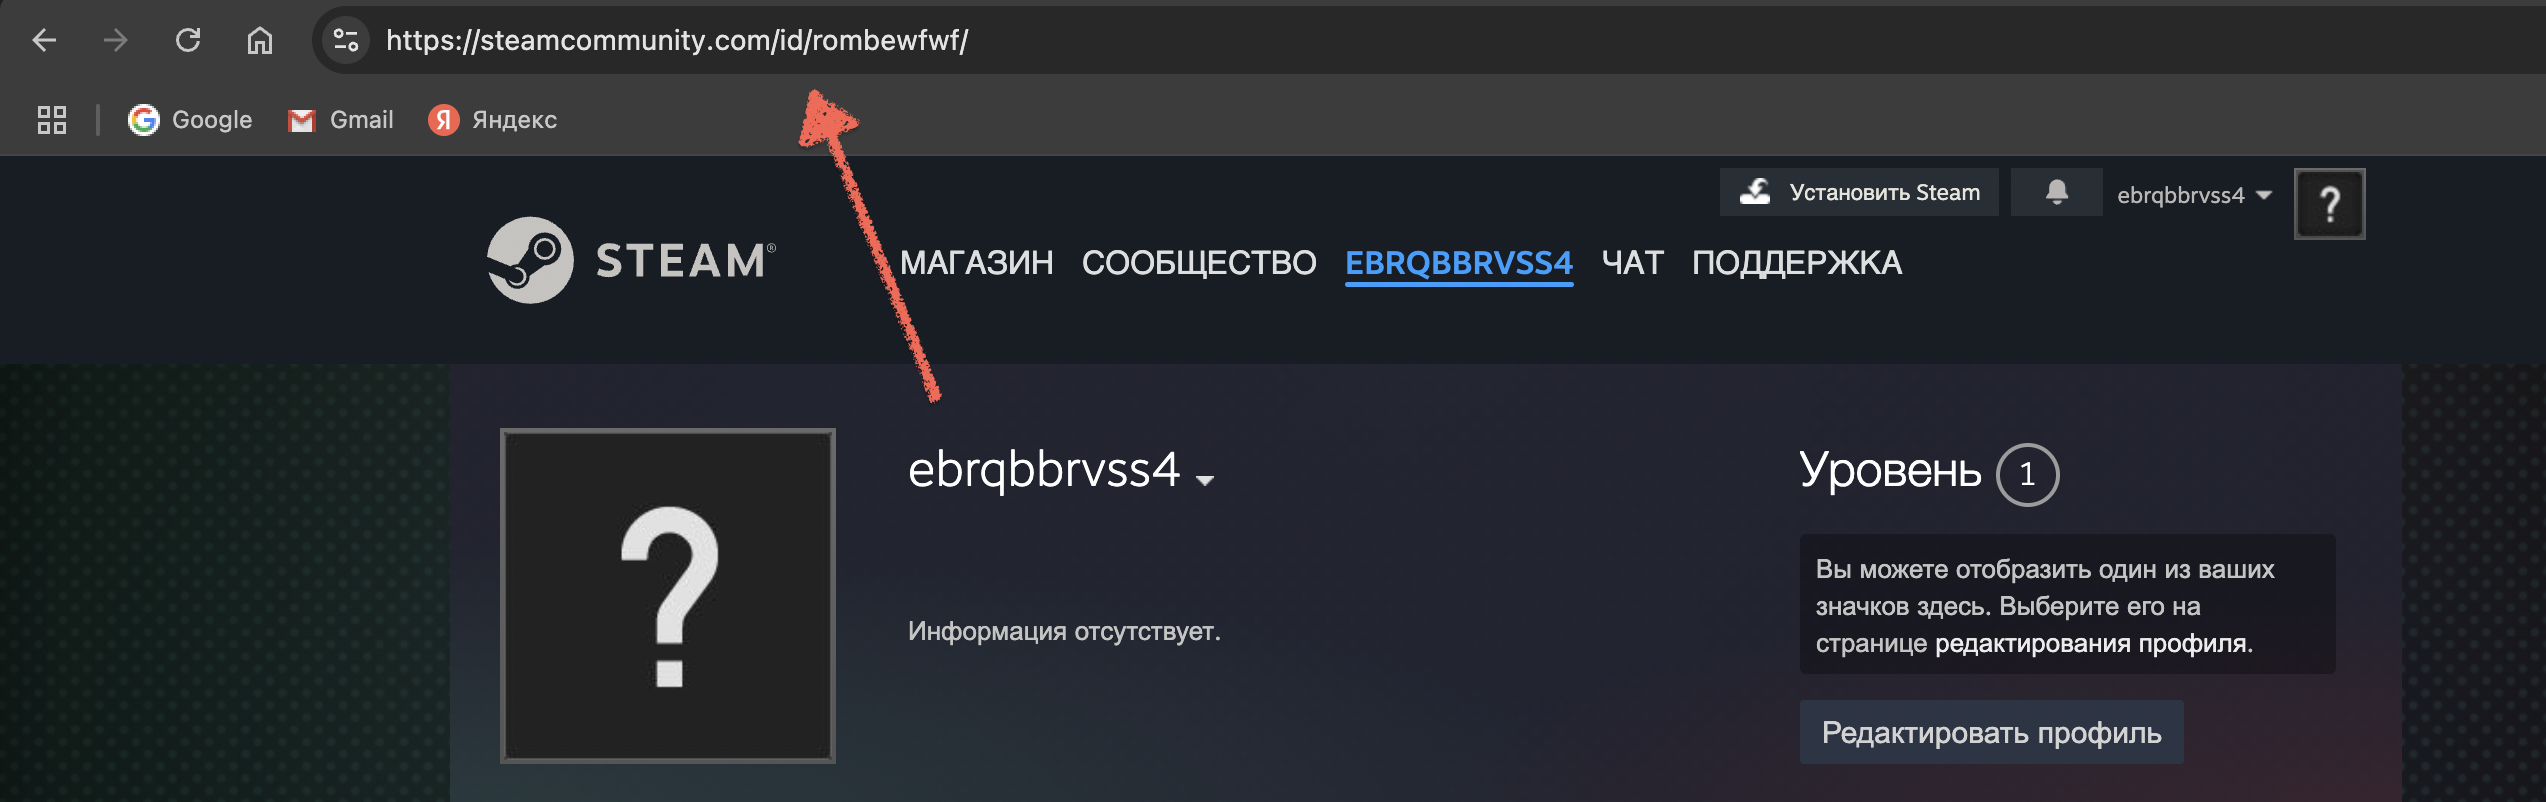 https://steamcommunity.com/id/rombewfwf/
Google Gmail Яндекс
Установить Steam ebrqbbrvss4 ?
STEAM® МАГАЗИН СООБЩЕСТВО EBRQBBRVSS4 ЧАТ ПОДДЕРЖКА
?
ebrqbbrvss4
Информация отсутствует.
Уровень 1
Вы можете отобразить один из ваших
значков здесь. Выберите его на
странице редактирования профиля.
Редактировать профиль